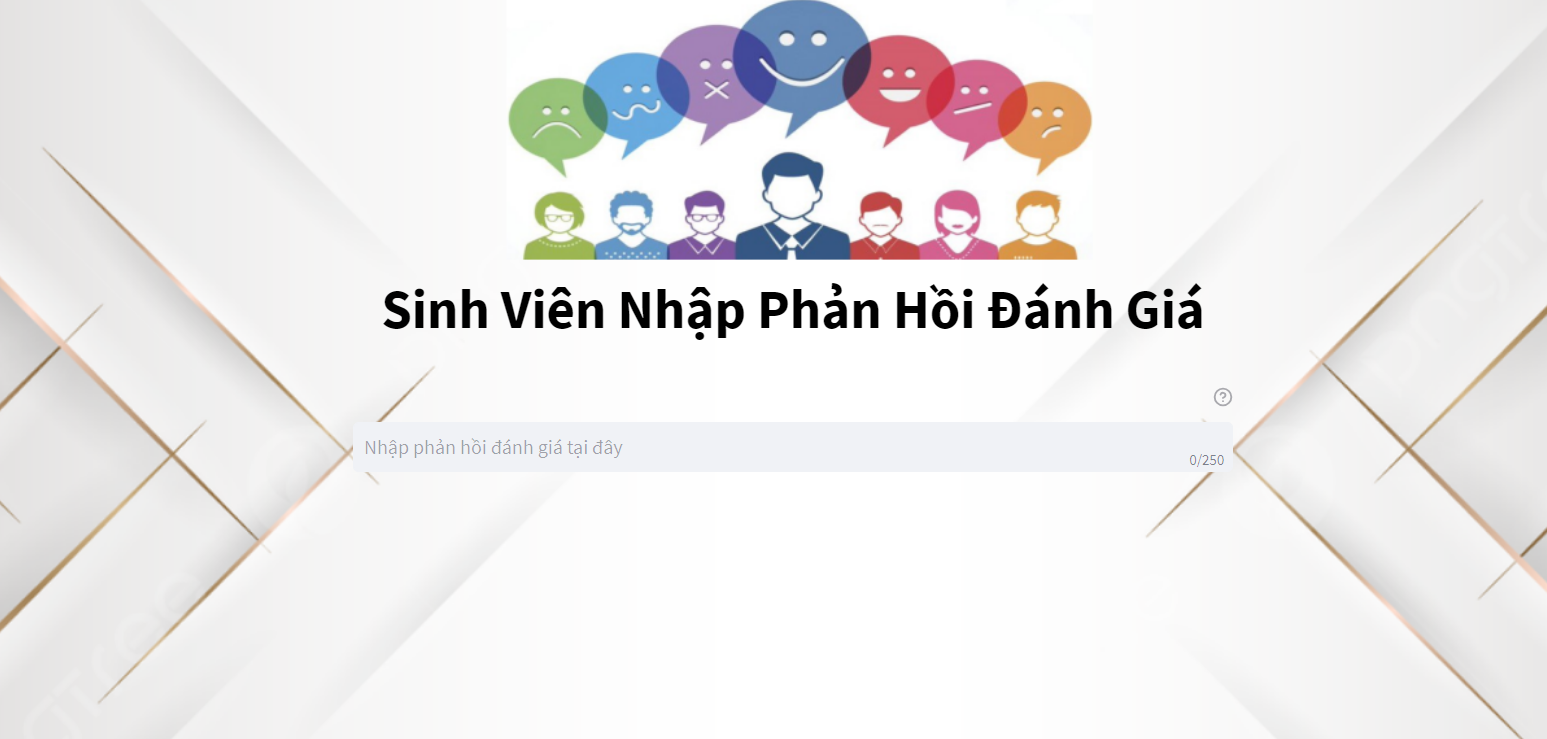 Sinh Viên Nhập Phản Hồi Đánh Giá
Nhập phản hồi đánh giá tại đây
0/250